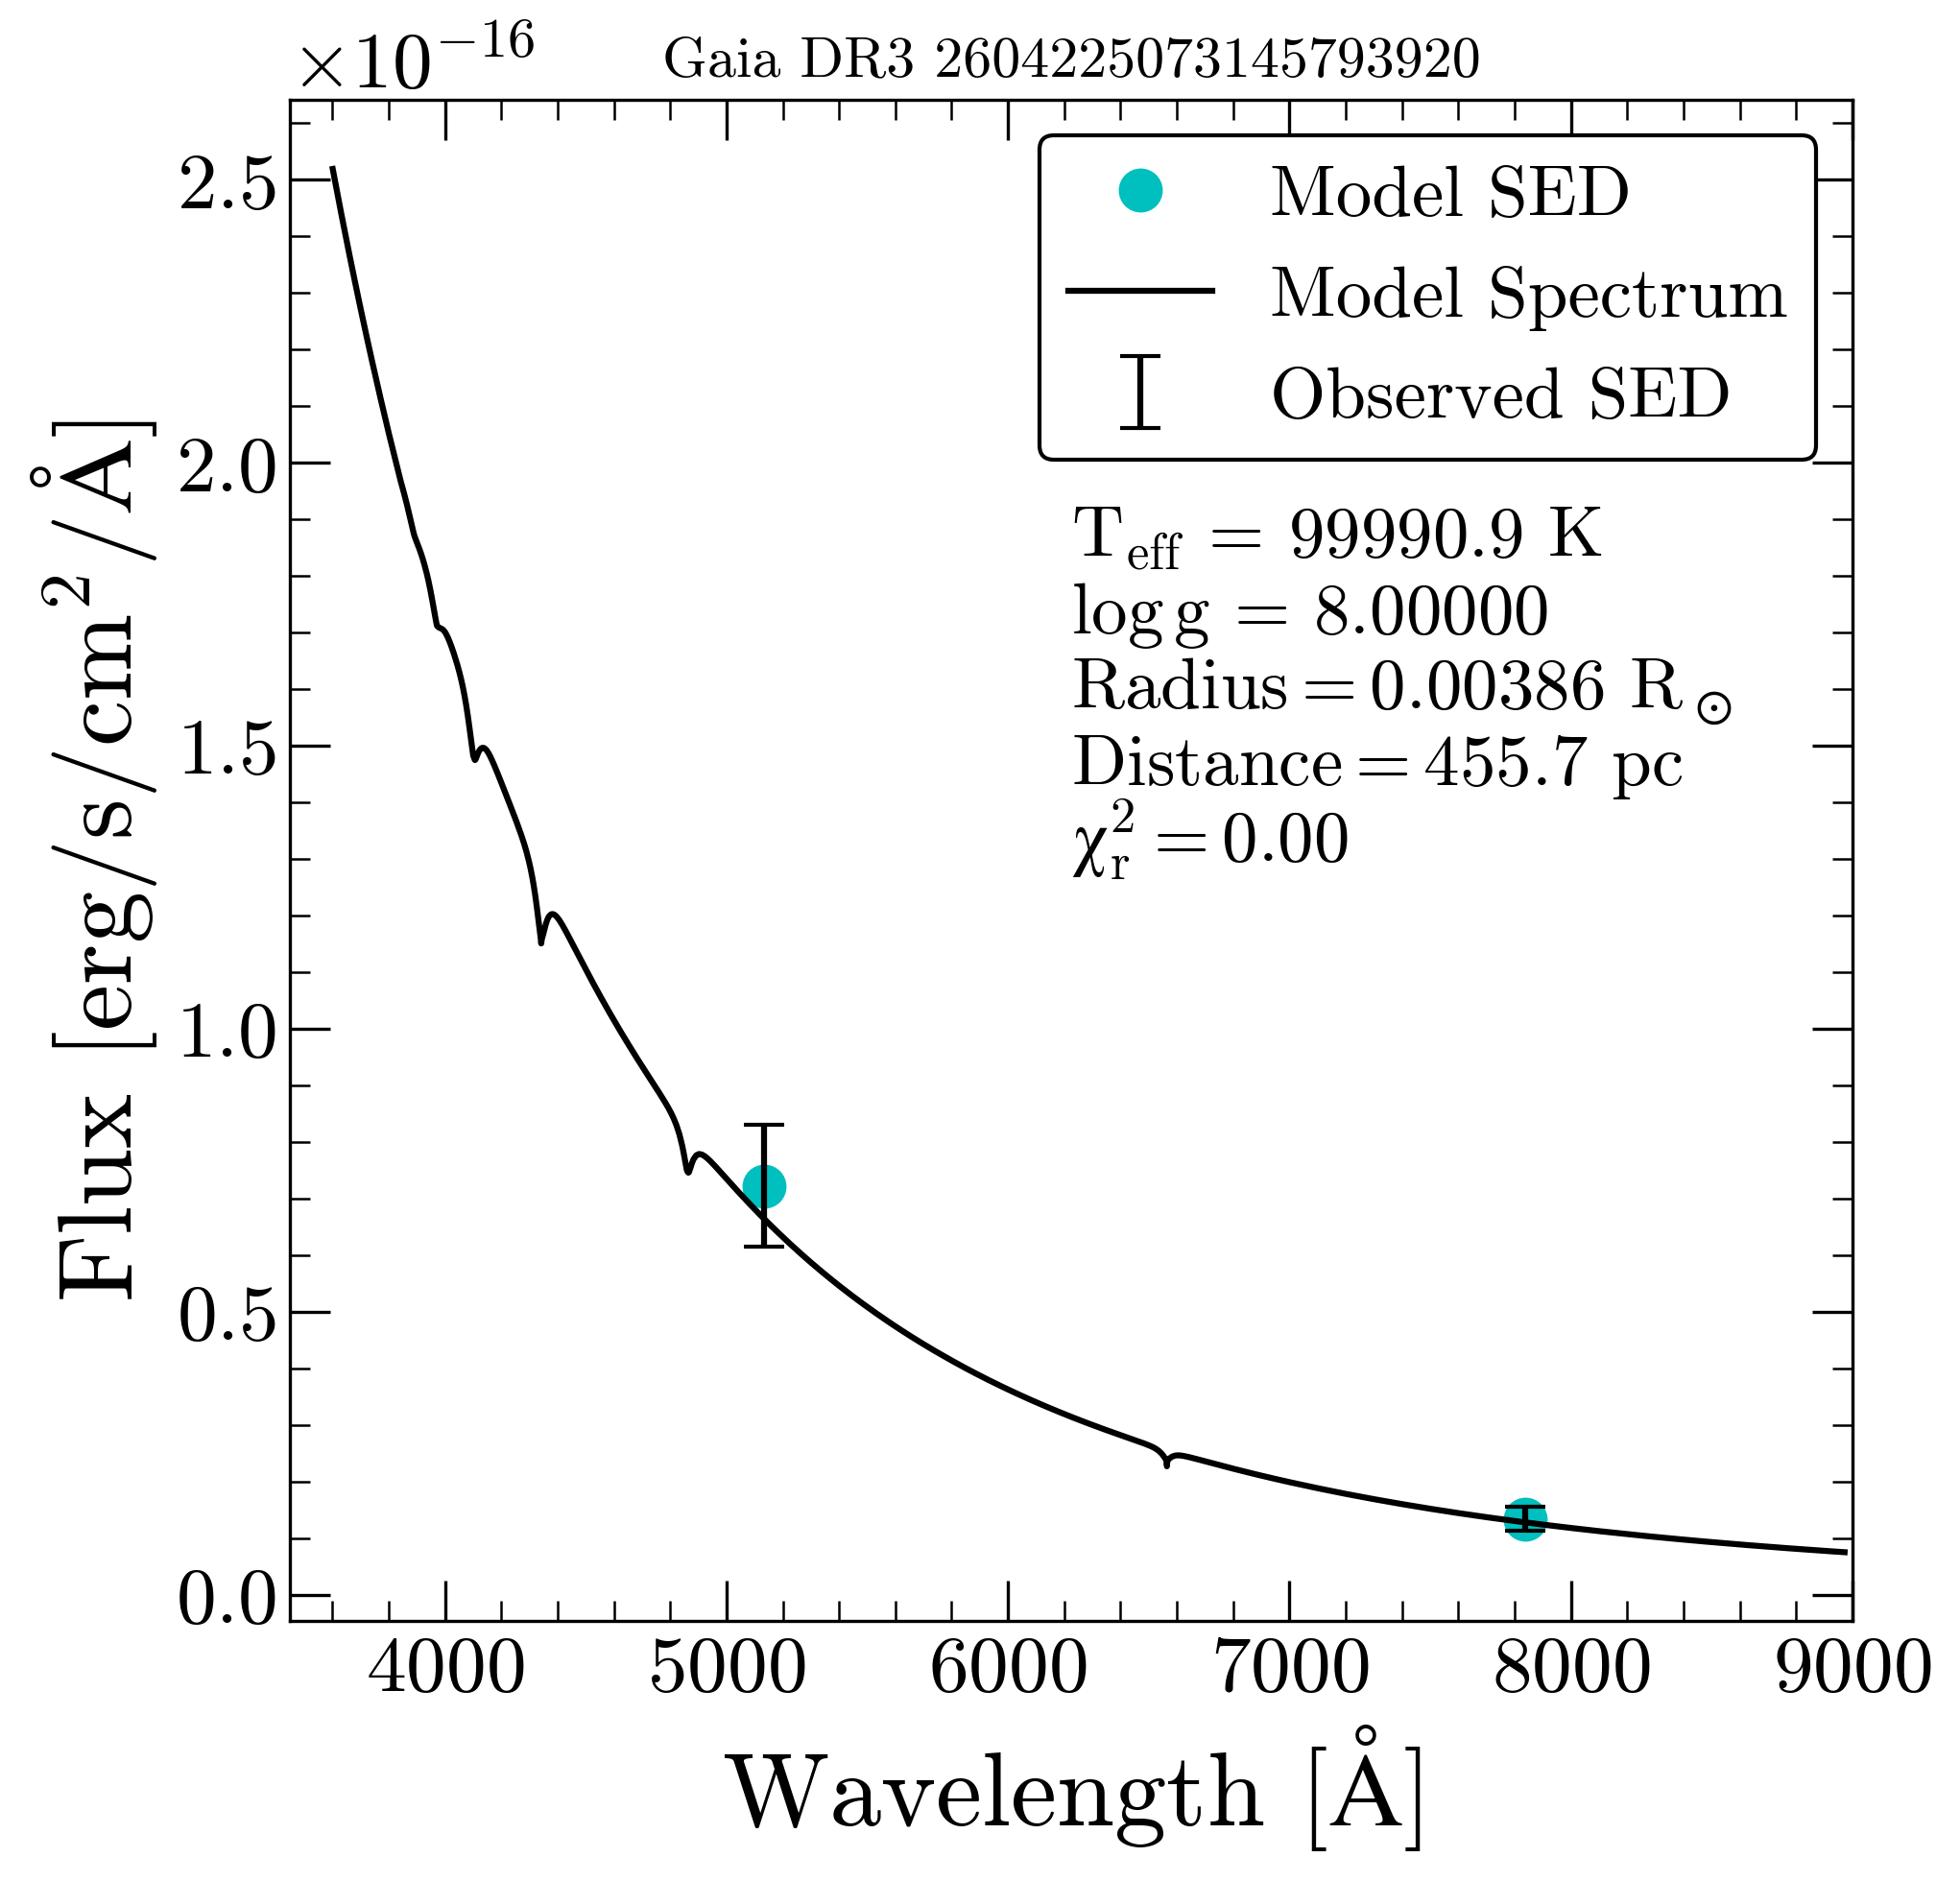 ×10⁻¹⁶
Gaia DR3 2604225073145793920
2.5
2.0
1.5
1.0
0.5
0.0
Flux [erg/s/cm²/Å]
Model SED
Model Spectrum
Observed SED
T_eff = 99990.9 K
log g = 8.00000
Radius = 0.00386 R_⊙
Distance = 455.7 pc
χ²_r = 0.00
4000 5000 6000 7000 8000 9000
Wavelength [Å]